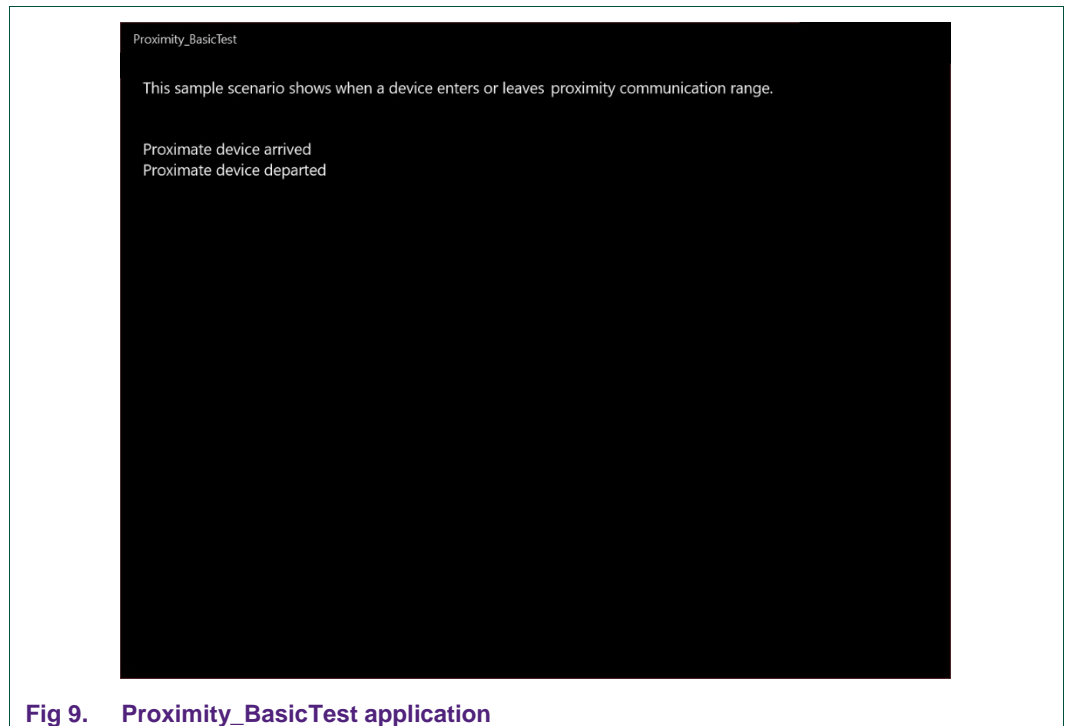 Proximity_BasicTest
This sample scenario shows when a device enters or leaves proximity communication range.
Proximate device arrived
Proximate device departed
Fig 9. Proximity_BasicTest application